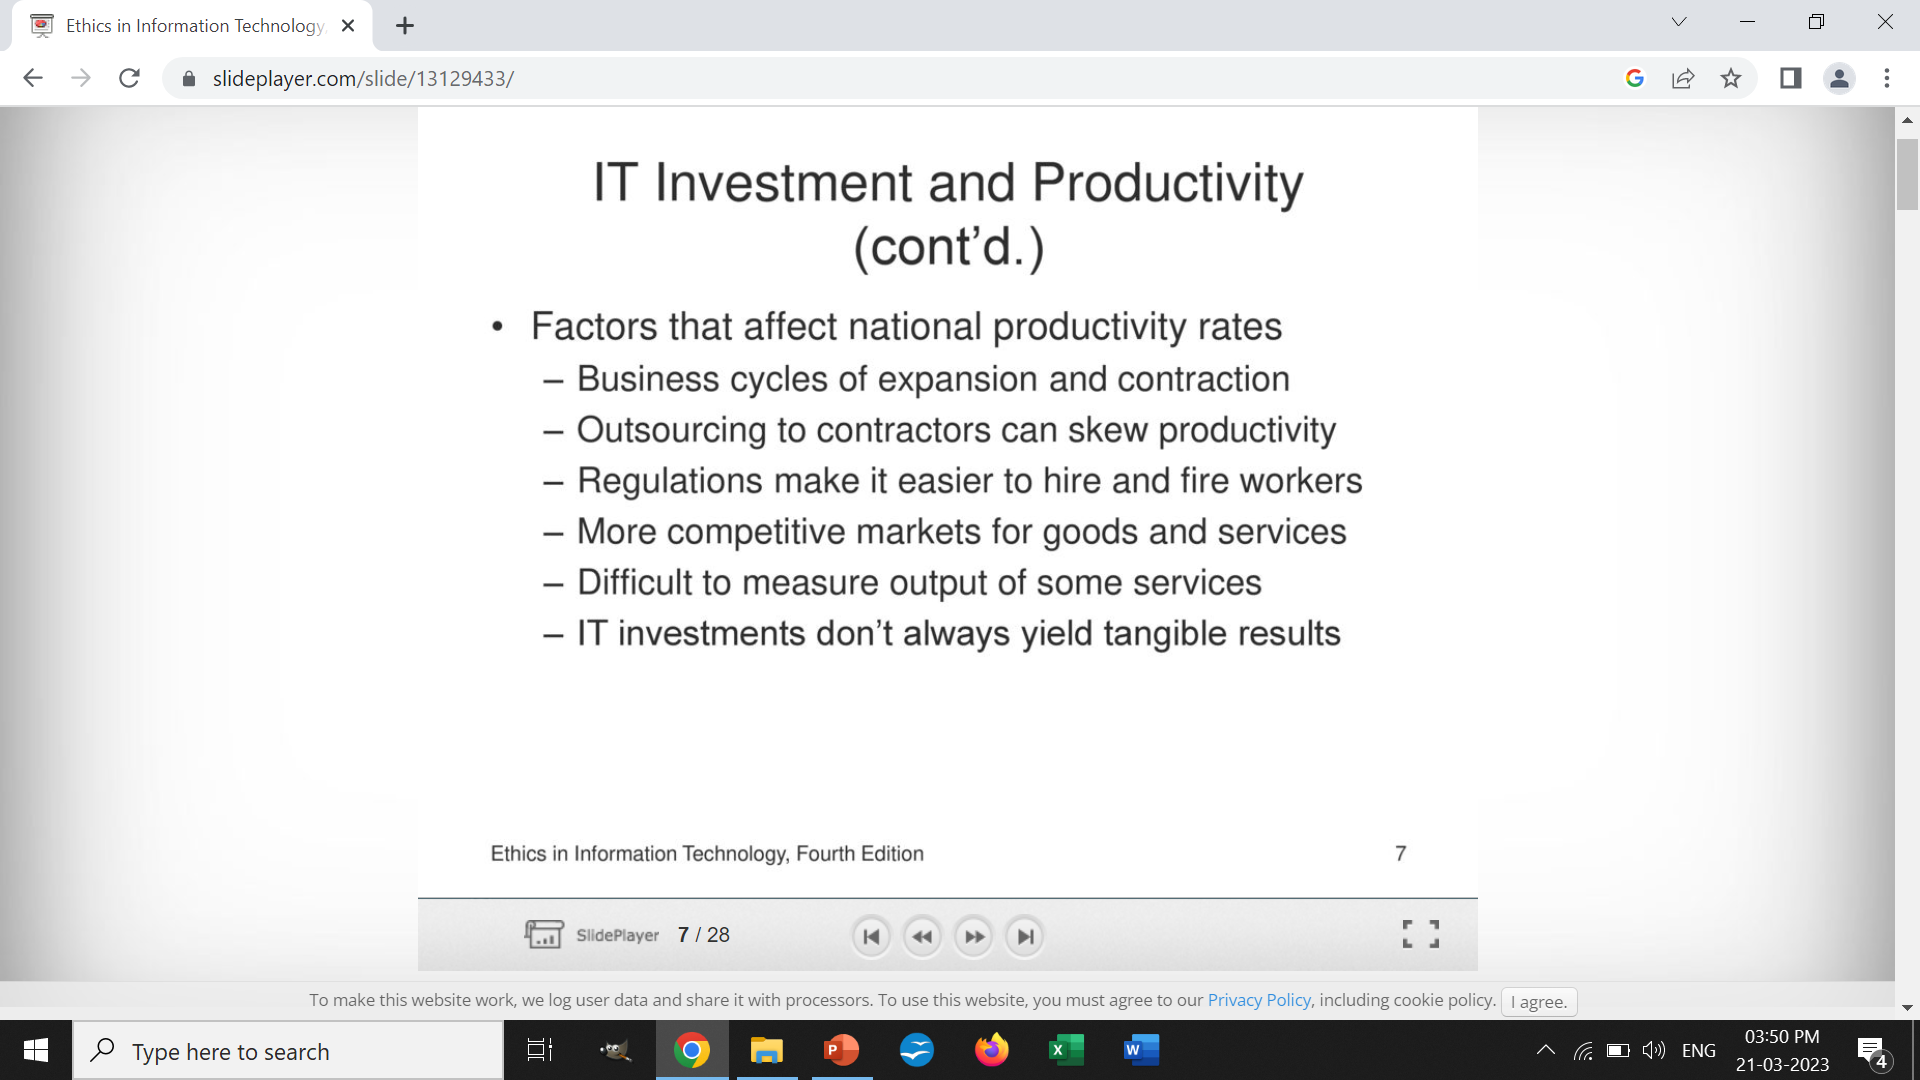 Ethics in Information Technology,
slideplayer.com/slide/13129433/
IT Investment and Productivity
(cont’d.)
• Factors that affect national productivity rates
– Business cycles of expansion and contraction
– Outsourcing to contractors can skew productivity
– Regulations make it easier to hire and fire workers
– More competitive markets for goods and services
– Difficult to measure output of some services
– IT investments don’t always yield tangible results
Ethics in Information Technology, Fourth Edition 7
SlidePlayer 7 / 28
To make this website work, we log user data and share it with processors. To use this website, you must agree to our Privacy Policy, including cookie policy. I agree.
Type here to search
ENG
03:50 PM
21-03-2023
4